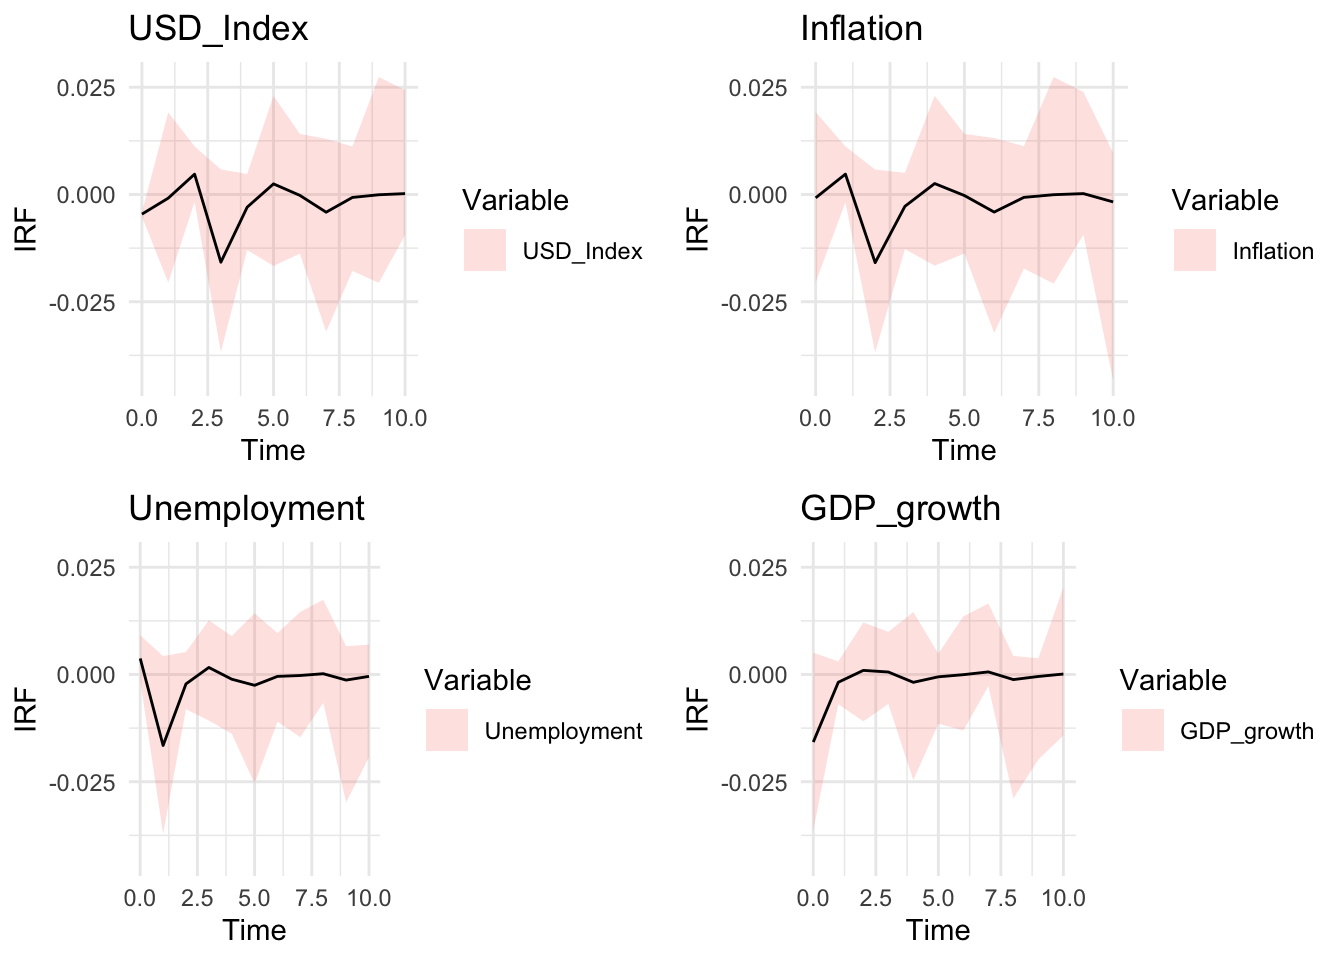 USD_Index
0.025
0.000
-0.025
IRF
0.0 2.5 5.0 7.5 10.0
Time
Variable
USD_Index
Inflation
0.025
0.000
-0.025
IRF
0.0 2.5 5.0 7.5 10.0
Time
Variable
Inflation
Unemployment
0.025
0.000
-0.025
IRF
0.0 2.5 5.0 7.5 10.0
Time
Variable
Unemployment
GDP_growth
0.025
0.000
-0.025
IRF
0.0 2.5 5.0 7.5 10.0
Time
Variable
GDP_growth